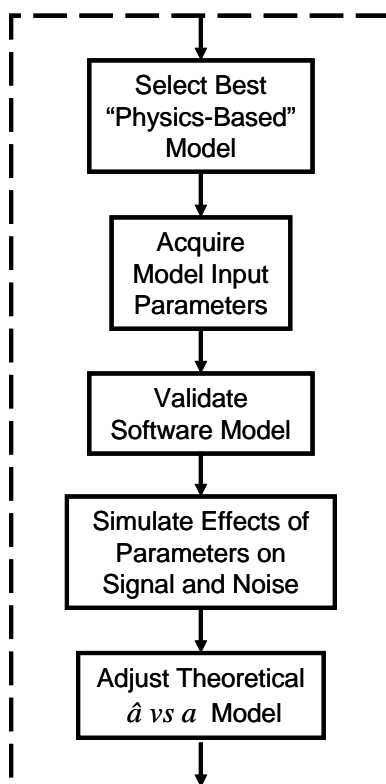 Select Best
“Physics-Based”
Model
Acquire
Model Input
Parameters
Validate
Software Model
Simulate Effects of
Parameters on
Signal and Noise
Adjust Theoretical
â vs a Model